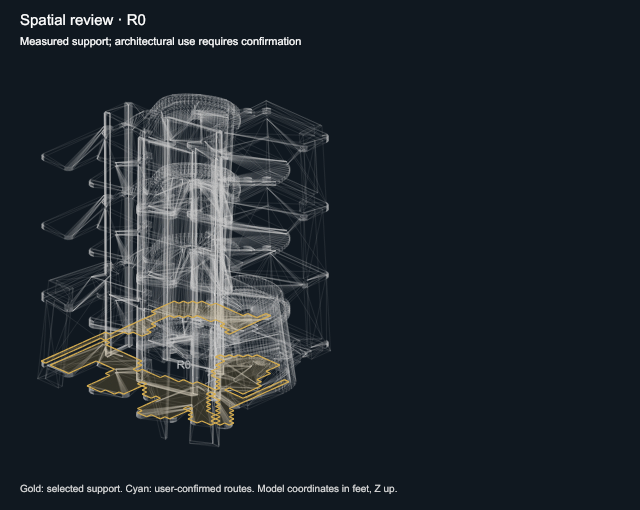 Spatial review · R0
Measured support; architectural use requires confirmation
R0
Gold: selected support. Cyan: user-confirmed routes. Model coordinates in feet, Z up.